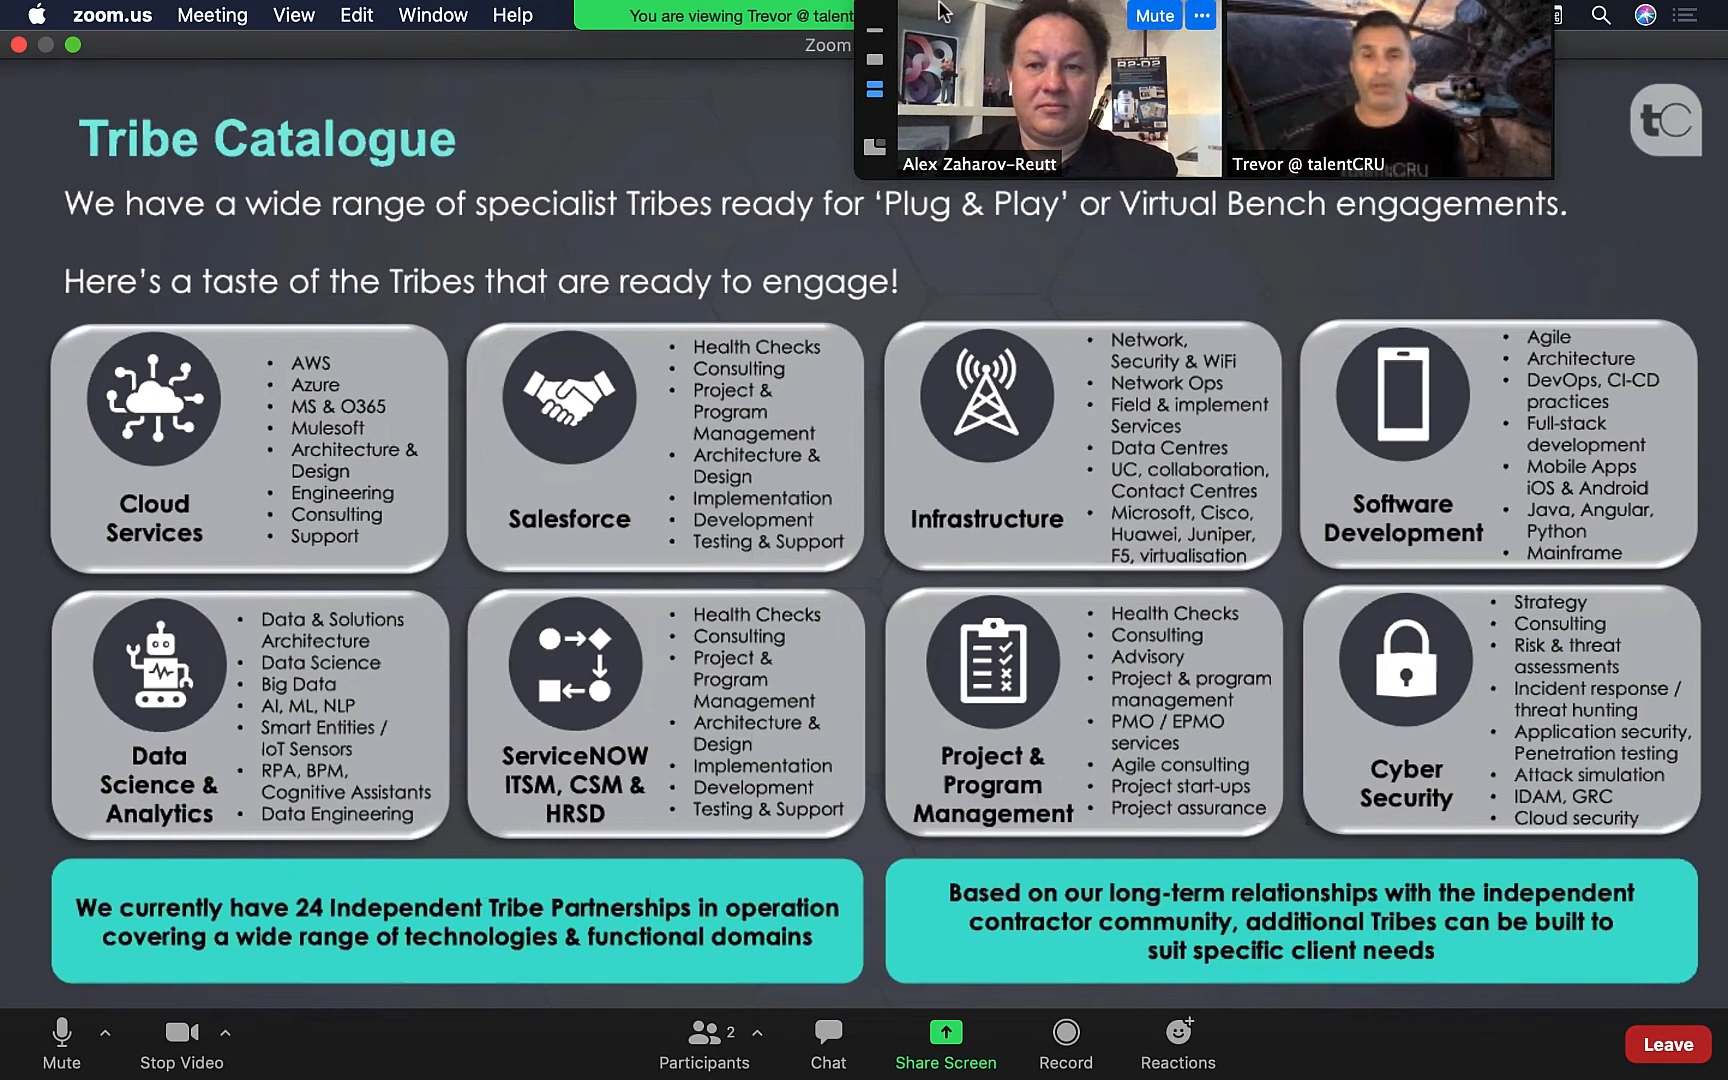 zoom.us Meeting View Edit Window Help
You are viewing Trevor @ talent
Zoom
Mute
R2-D2
Alex Zaharov-Reutt
Trevor @ talentCRU
tC
Tribe Catalogue
We have a wide range of specialist Tribes ready for ‘Plug & Play’ or Virtual Bench engagements.
Here’s a taste of the Tribes that are ready to engage!
Cloud
Services
• AWS
• Azure
• MS & O365
• Mulesoft
• Architecture &
Design
• Engineering
• Consulting
• Support
Salesforce
• Health Checks
• Consulting
• Project &
Program
Management
• Architecture &
Design
• Implementation
• Development
• Testing & Support
Infrastructure
• Network,
Security & WiFi
• Network Ops
• Field & implement
Services
• Data Centres
• UC, collaboration,
Contact Centres
• Microsoft, Cisco,
Huawei, Juniper,
F5, virtualisation
Software
Development
• Agile
• Architecture
• DevOps, CI-CD
practices
• Full-stack
development
• Mobile Apps
iOS & Android
• Java, Angular,
Python
• Mainframe
Data
Science &
Analytics
• Data & Solutions
Architecture
• Data Science
• Big Data
• AI, ML, NLP
• Smart Entities /
IoT Sensors
• RPA, BPM,
Cognitive Assistants
• Data Engineering
ServiceNOW
ITSM, CSM &
HRSD
• Health Checks
• Consulting
• Project &
Program
Management
• Architecture &
Design
• Implementation
• Development
• Testing & Support
Project &
Program
Management
• Health Checks
• Consulting
• Advisory
• Project & program
management
• PMO / EPMO
services
• Agile consulting
• Project start-ups
• Project assurance
Cyber
Security
• Strategy
• Consulting
• Risk & threat
assessments
• Incident response /
threat hunting
• Application security,
Penetration testing
• Attack simulation
• IDAM, GRC
• Cloud security
We currently have 24 Independent Tribe Partnerships in operation
covering a wide range of technologies & functional domains
Based on our long-term relationships with the independent
contractor community, additional Tribes can be built to
suit specific client needs
Mute
Stop Video
2
Participants
Chat
Share Screen
Record
Reactions
Leave